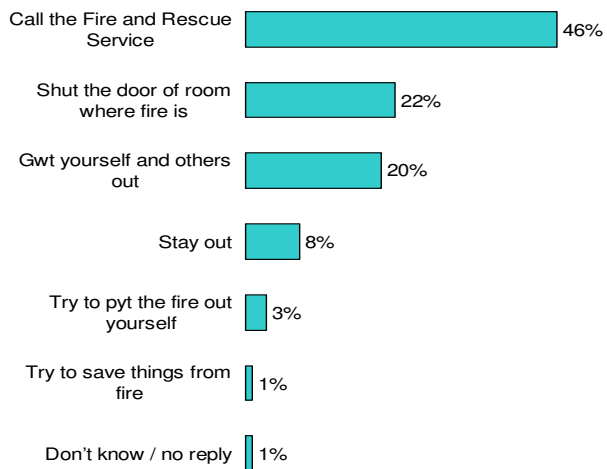 Call the Fire and Rescue
Service
46%
Shut the door of room
where fire is
22%
Gwt yourself and others
out
20%
Stay out
8%
Try to pyt the fire out
yourself
3%
Try to save things from
fire
1%
Don't know / no reply
1%